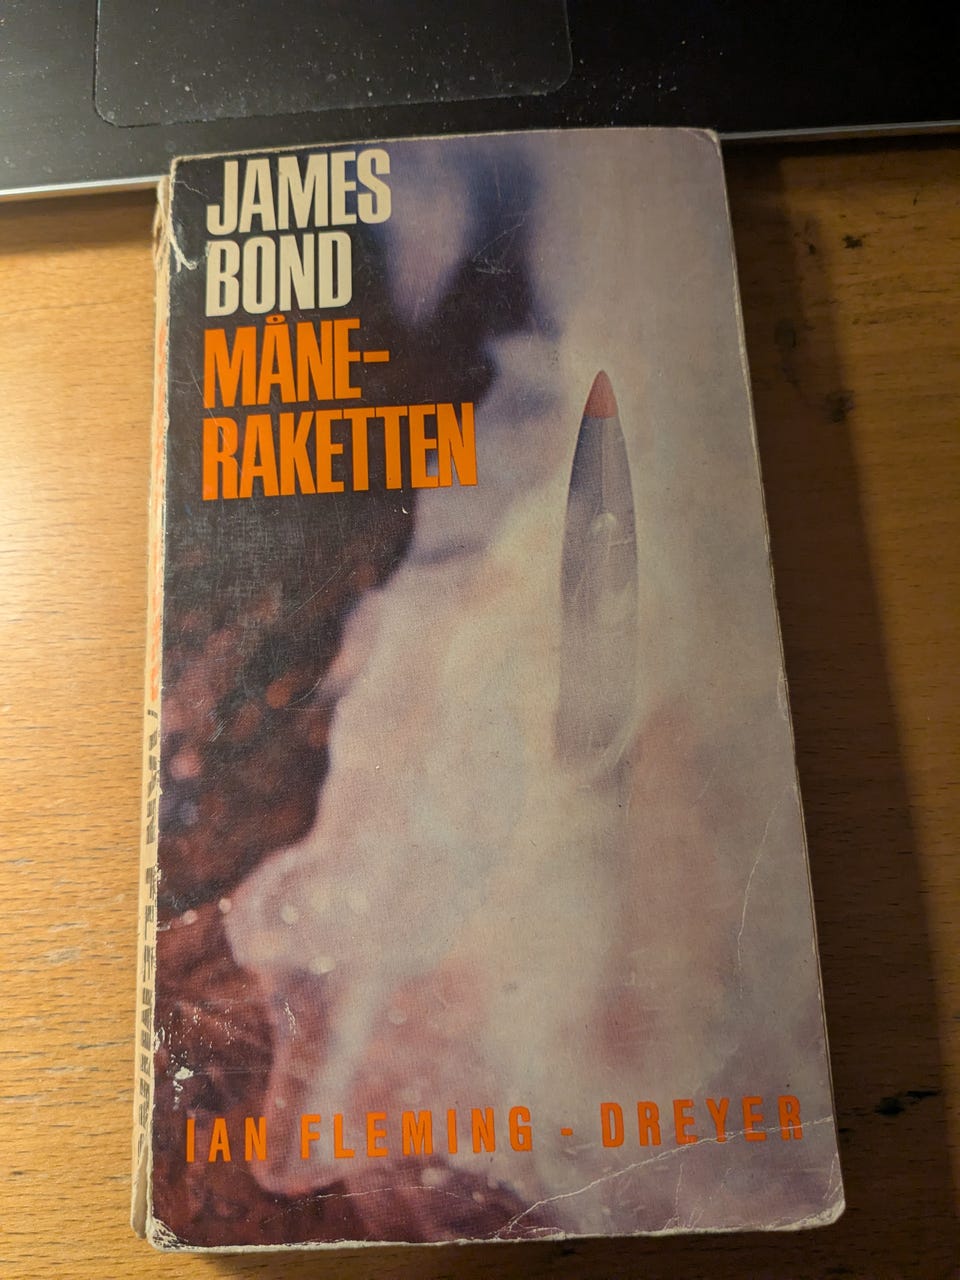 JAMES
BOND
MÅNE-
RAKETTEN
IAN FLEMING - DREYER